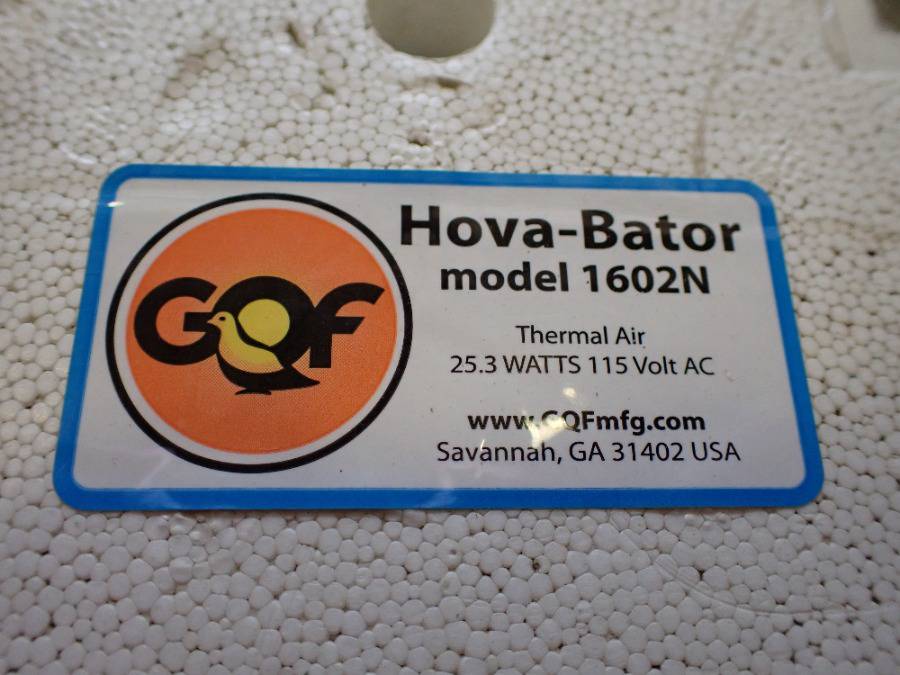 GQF
Hova-Bator
model 1602N
Thermal Air
25.3 WATTS 115 Volt AC
www.GQFmfg.com
Savannah, GA 31402 USA